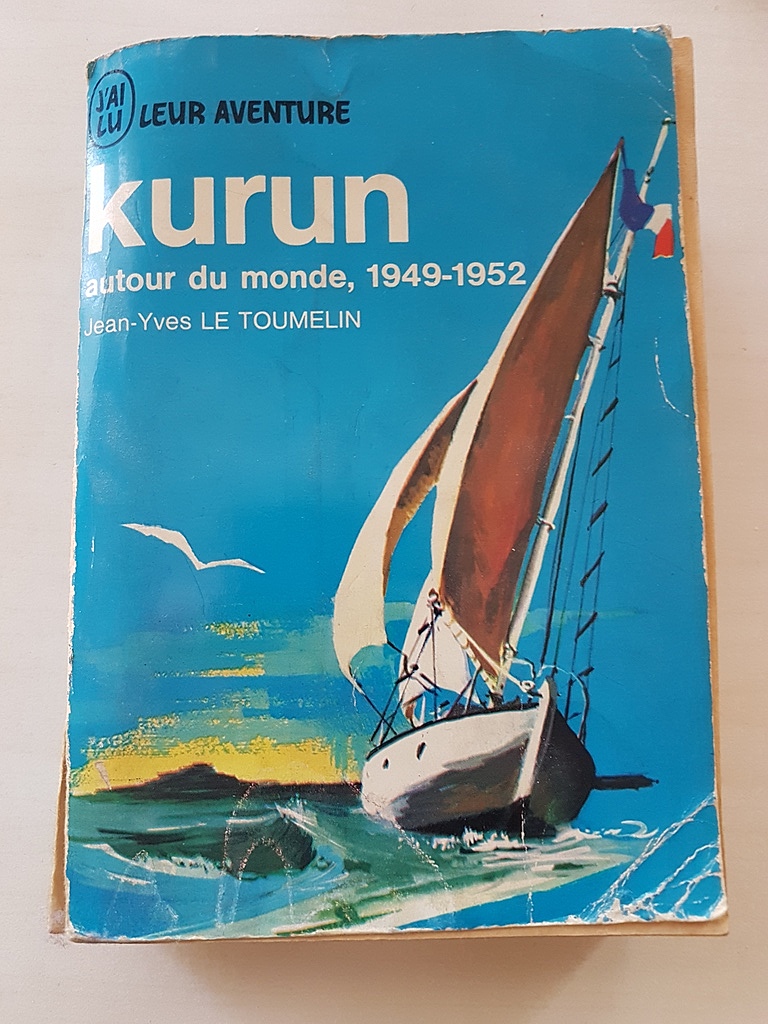 J'AI
LU
LEUR AVENTURE
kurun
autour du monde, 1949-1952
Jean-Yves LE TOUMELIN